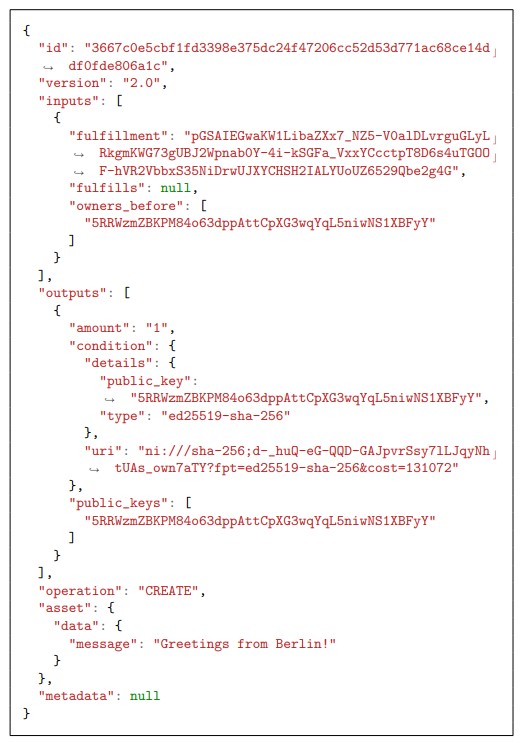 {
"id": "3667c0e5cbf1fd3398e375dc24f47206cc52d53d771ac68ce14d
df0fde806a1c",
"version": "2.0",
"inputs": [
{
"fulfillment": "pGSAIEGwaKW1LibaZXx7_NZ5-V0alDLvrguGLyL
RkgmKWG73gUBJ2Wpnab0Y-4i-kSGFa_VxxYCcctpT8D6s4uTGOO
F-hVR2VbbxS35NiDrwUJXYCHSH2IALYUoUZ6529Qbe2g4G",
"fulfills": null,
"owners_before": [
"5RRWzmZBKPM84o63dppAttCpXG3wqYqL5niwNS1XBFyY"
]
}
],
"outputs": [
{
"amount": "1",
"condition": {
"details": {
"public_key":
"5RRWzmZBKPM84o63dppAttCpXG3wqYqL5niwNS1XBFyY",
"type": "ed25519-sha-256"
},
"uri": "ni:///sha-256;d-_huQ-eG-QQD-GAJpvrSsy7lLJqyNh
tUAs_own7aTY?fpt=ed25519-sha-256&cost=131072"
},
"public_keys": [
"5RRWzmZBKPM84o63dppAttCpXG3wqYqL5niwNS1XBFyY"
]
}
],
"operation": "CREATE",
"asset": {
"data": {
"message": "Greetings from Berlin!"
}
},
"metadata": null
}